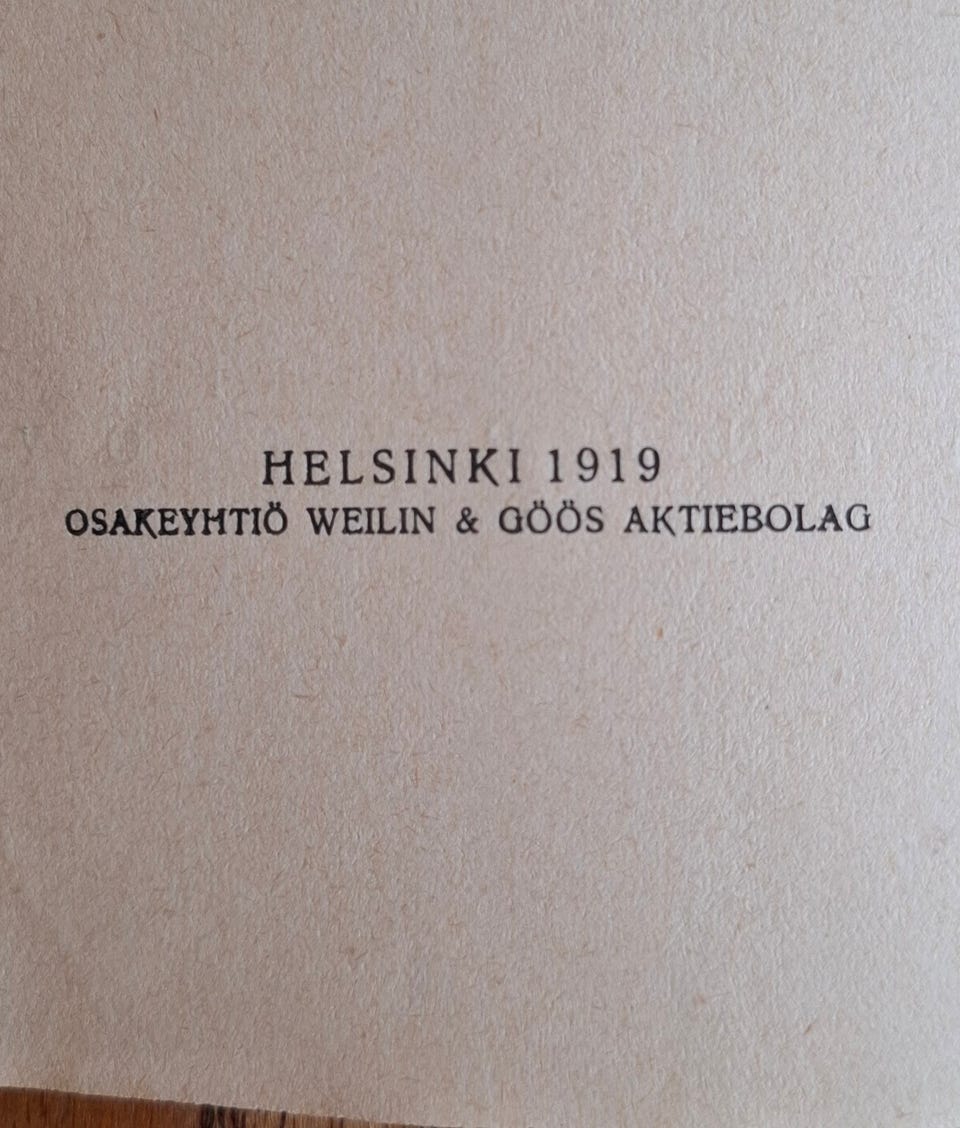 HELSINKI 1919
OSAKEYHTIÖ WEILIN & GÖÖS AKTIEBOLAG